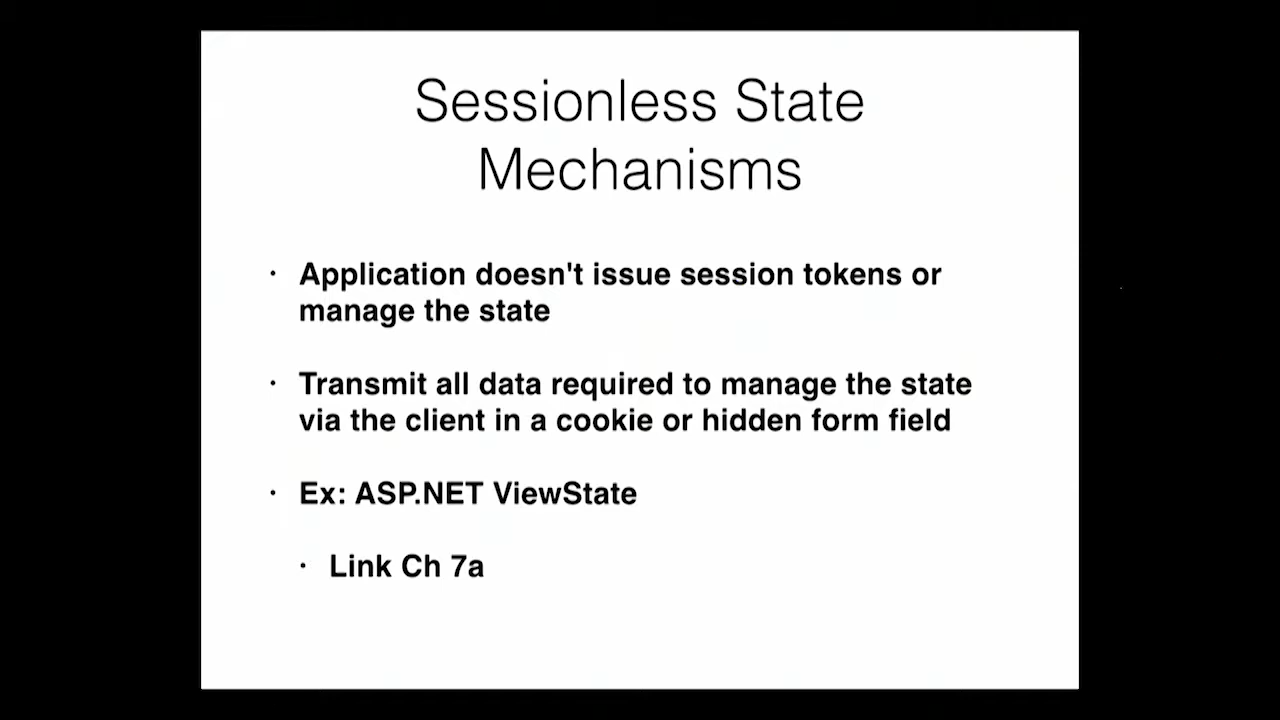 Sessionless State
Mechanisms
• Application doesn't issue session tokens or
manage the state
• Transmit all data required to manage the state
via the client in a cookie or hidden form field
• Ex: ASP.NET ViewState
• Link Ch 7a